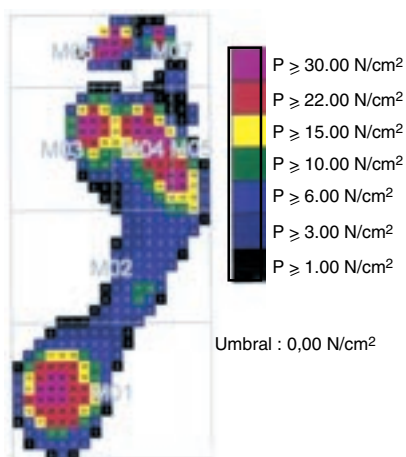 M06 M07
M03 M04 M05
M02
M01
P ⩾ 30.00 N/cm²
P ⩾ 22.00 N/cm²
P ⩾ 15.00 N/cm²
P ⩾ 10.00 N/cm²
P ⩾ 6.00 N/cm²
P ⩾ 3.00 N/cm²
P ⩾ 1.00 N/cm²
Umbral : 0,00 N/cm²